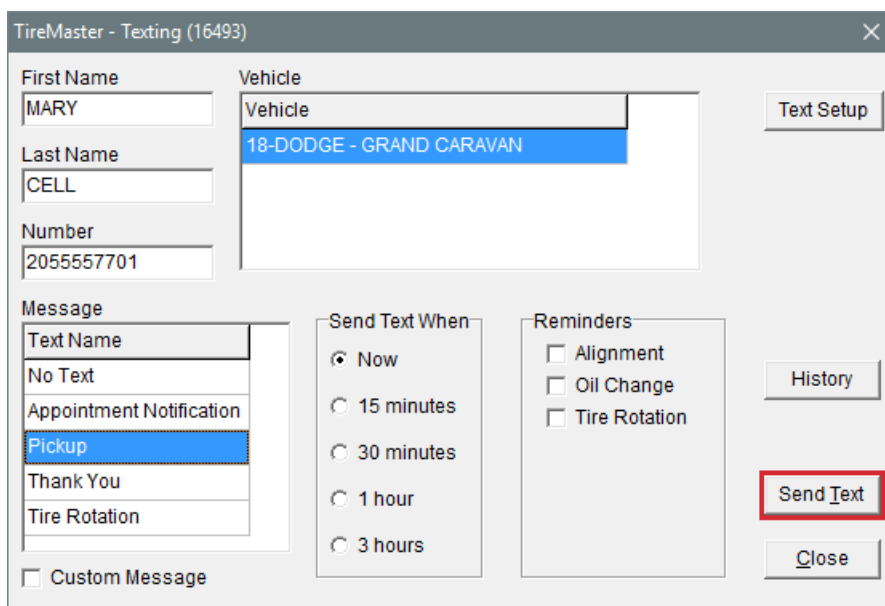 TireMaster - Texting (16493)
First Name
MARY
Last Name
CELL
Number
2055557701
Vehicle
Vehicle
18-DODGE - GRAND CARAVAN
Text Setup
Message
Text Name
No Text
Appointment Notification
Pickup
Thank You
Tire Rotation
Custom Message
Send Text When
Now
15 minutes
30 minutes
1 hour
3 hours
Reminders
Alignment
Oil Change
Tire Rotation
History
Send Text
Close